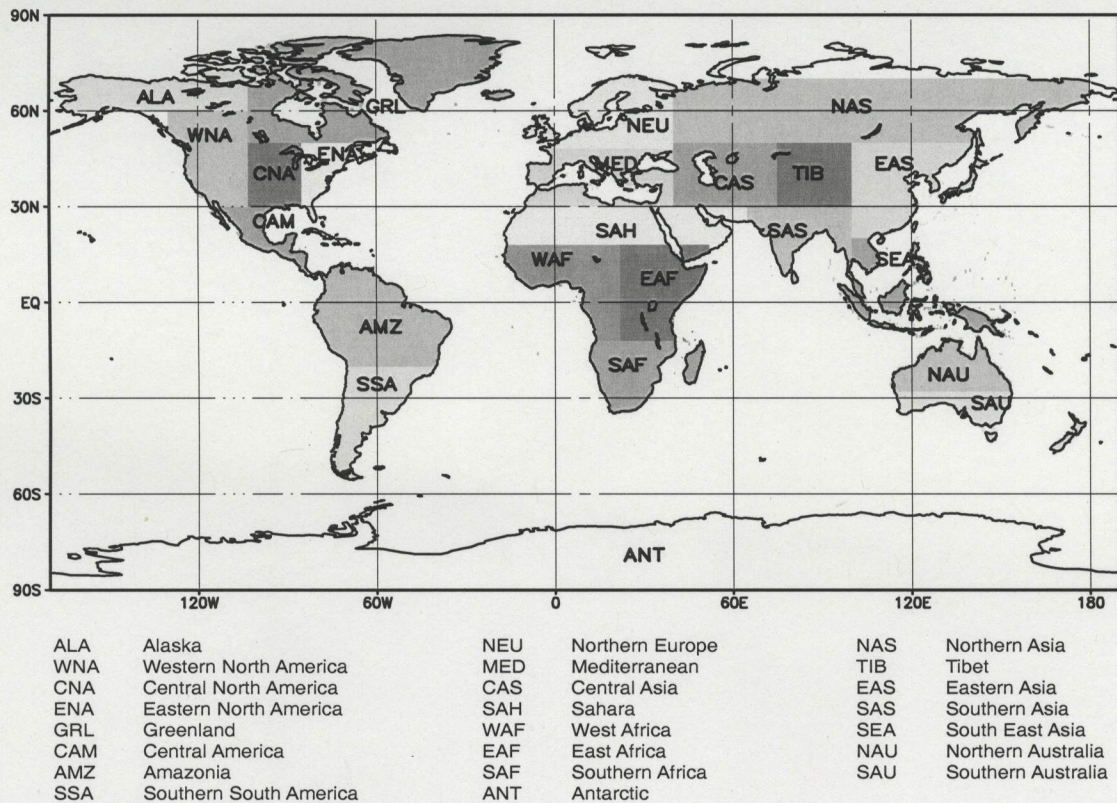 90N
ALA
GRL
NAS
60N
WNA
NEU
ENA
CNA
MED
CAS
TIB
EAS
30N
CAM
SAH
SAS
WAF
EAF
SEA
EQ
AMZ
SAF
NAU
SSA
SAU
30S
60S
ANT
90S
120W 60W 0 60E 120E 180
ALA Alaska NEU Northern Europe NAS Northern Asia
WNA Western North America MED Mediterranean TIB Tibet
CNA Central North America CAS Central Asia EAS Eastern Asia
ENA Eastern North America SAH Sahara SAS Southern Asia
GRL Greenland WAF West Africa SEA South East Asia
CAM Central America EAF East Africa NAU Northern Australia
AMZ Amazonia SAF Southern Africa SAU Southern Australia
SSA Southern South America ANT Antarctic